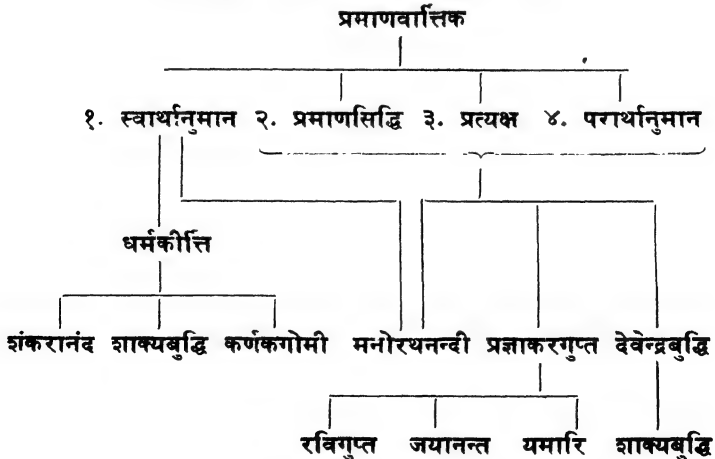 प्रमाणवार्त्तिक
१. स्वार्थानुमान २. प्रमाणसिद्धि ३. प्रत्यक्ष ४. परार्थानुमान
धर्मकीर्त्ति
शंकरानंद शाक्यबुद्धि कर्णकगोमी मनोरथनन्दी प्रज्ञाकरगुप्त देवेन्द्रबुद्धि
रविगुप्त जयानन्त यमारि शाक्यबुद्धि